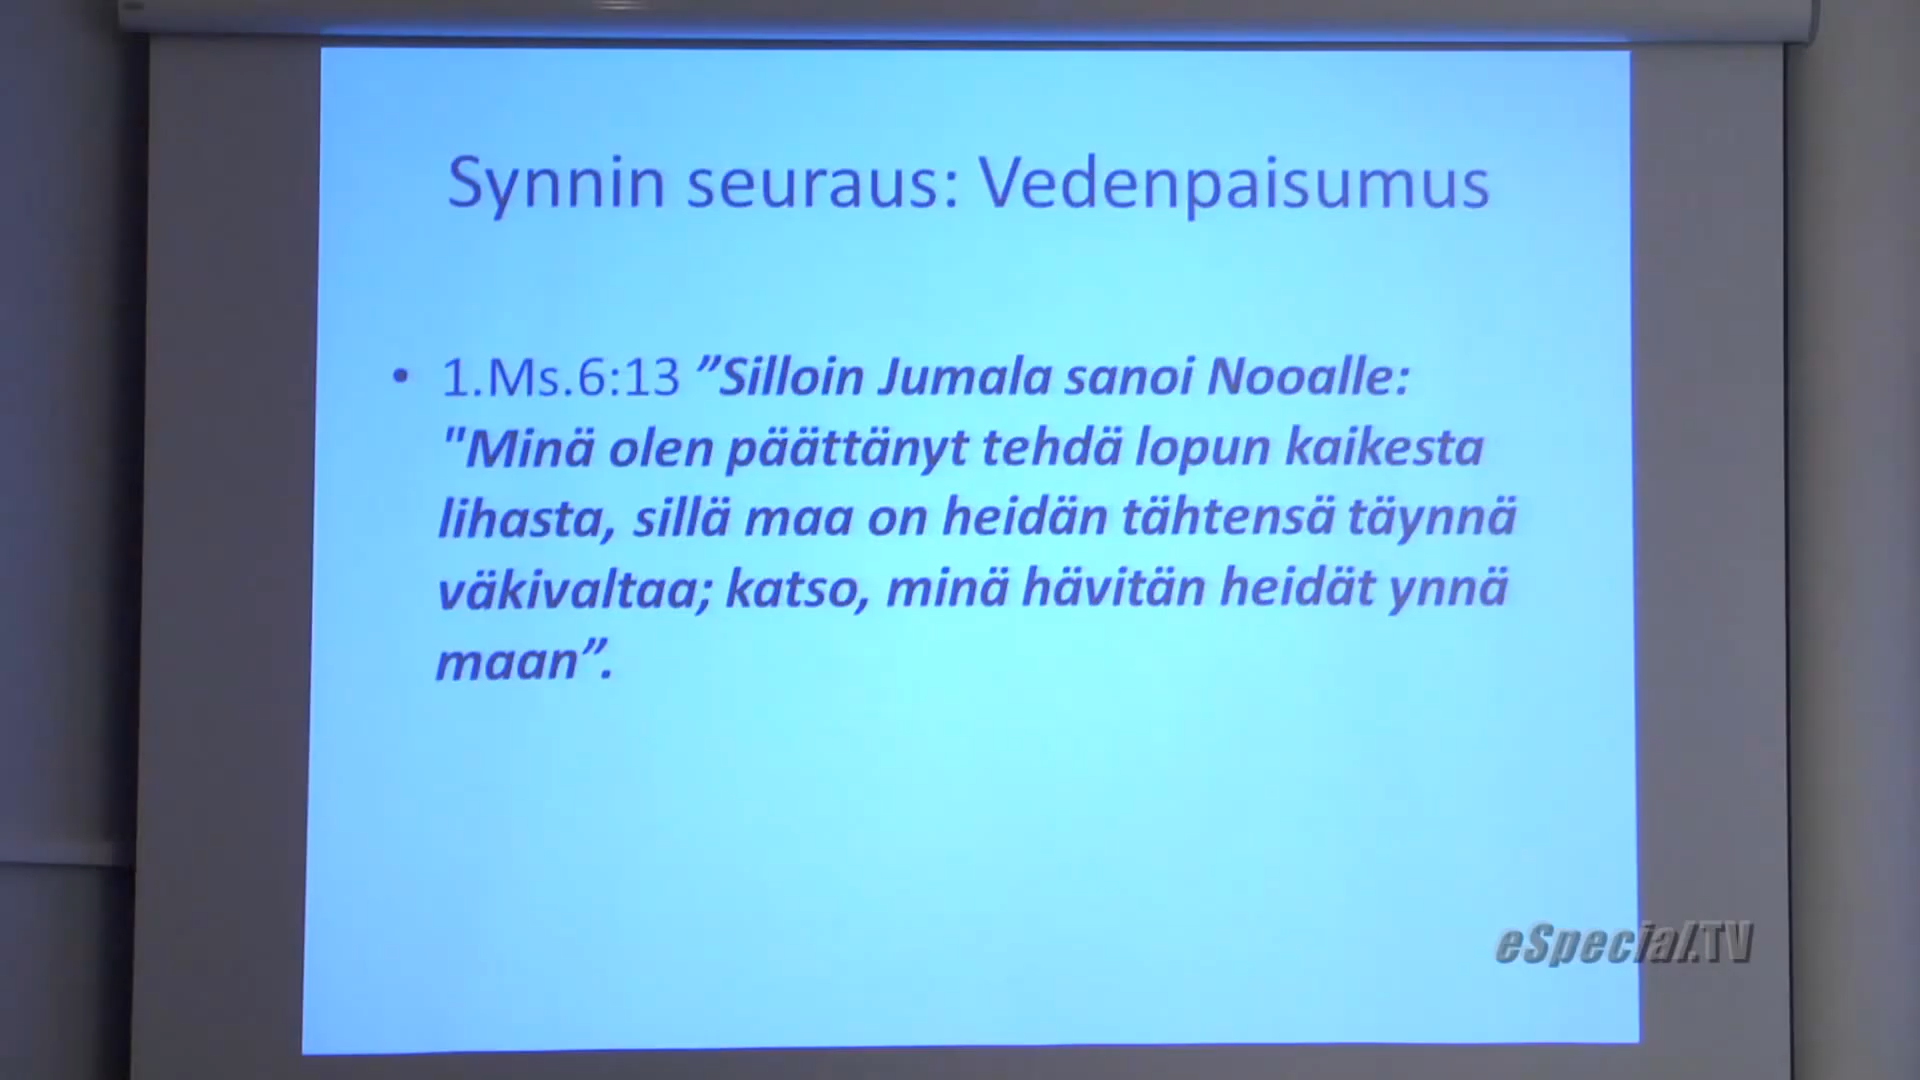 Synnin seuraus: Vedenpaisumus
• 1.Ms.6:13 ”Silloin Jumala sanoi Nooalle:
"Minä olen päättänyt tehdä lopun kaikesta
lihasta, sillä maa on heidän tähtensä täynnä
väkivaltaa; katso, minä hävitän heidät ynnä
maan”.
eSpecial.TV